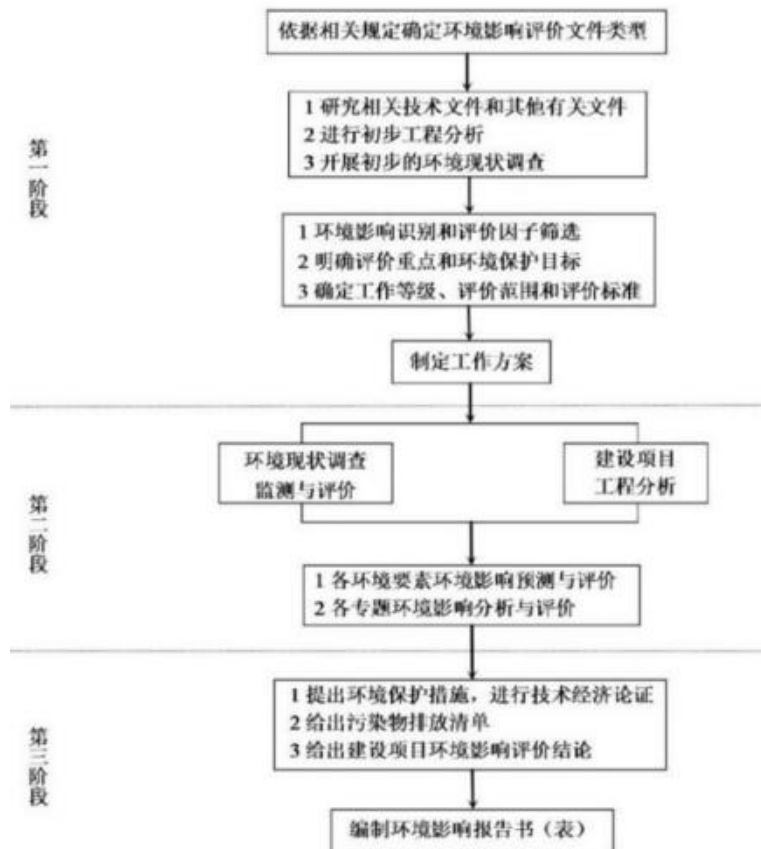 依据相关规定确定环境影响评价文件类型
1 研究相关技术文件和其他有关文件
2 进行初步工程分析
3 开展初步的环境现状调查
第一阶段
1 环境影响识别和评价因子筛选
2 明确评价重点和环境保护目标
3 确定工作等级、评价范围和评价标准
制定工作方案
第二阶段
环境现状调查
监测与评价
建设项目
工程分析
1 各环境要素环境影响预测与评价
2 各专题环境影响分析与评价
第三阶段
1 提出环境保护措施，进行技术经济论证
2 给出污染物排放清单
3 给出建设项目环境影响评价结论
编制环境影响报告书（表）